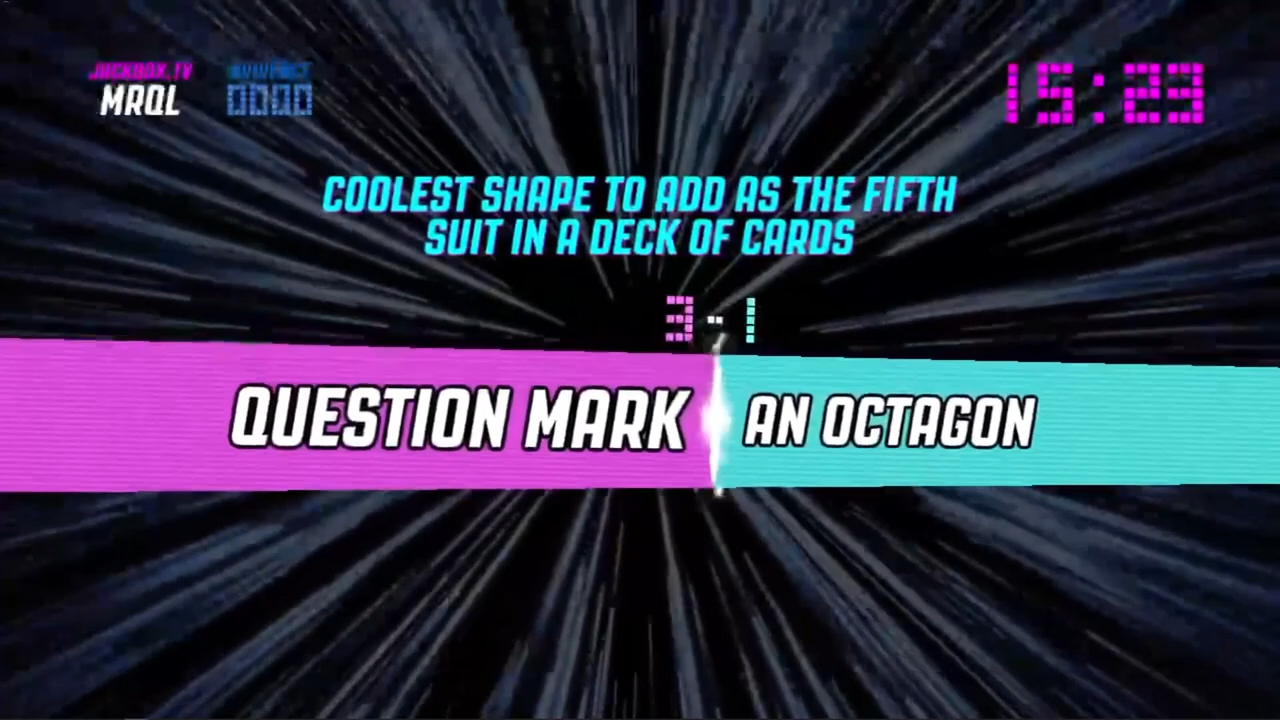 JACKBOX.TV
MRQL
15:23
COOLEST SHAPE TO ADD AS THE FIFTH
SUIT IN A DECK OF CARDS
3-1
QUESTION MARK
AN OCTAGON